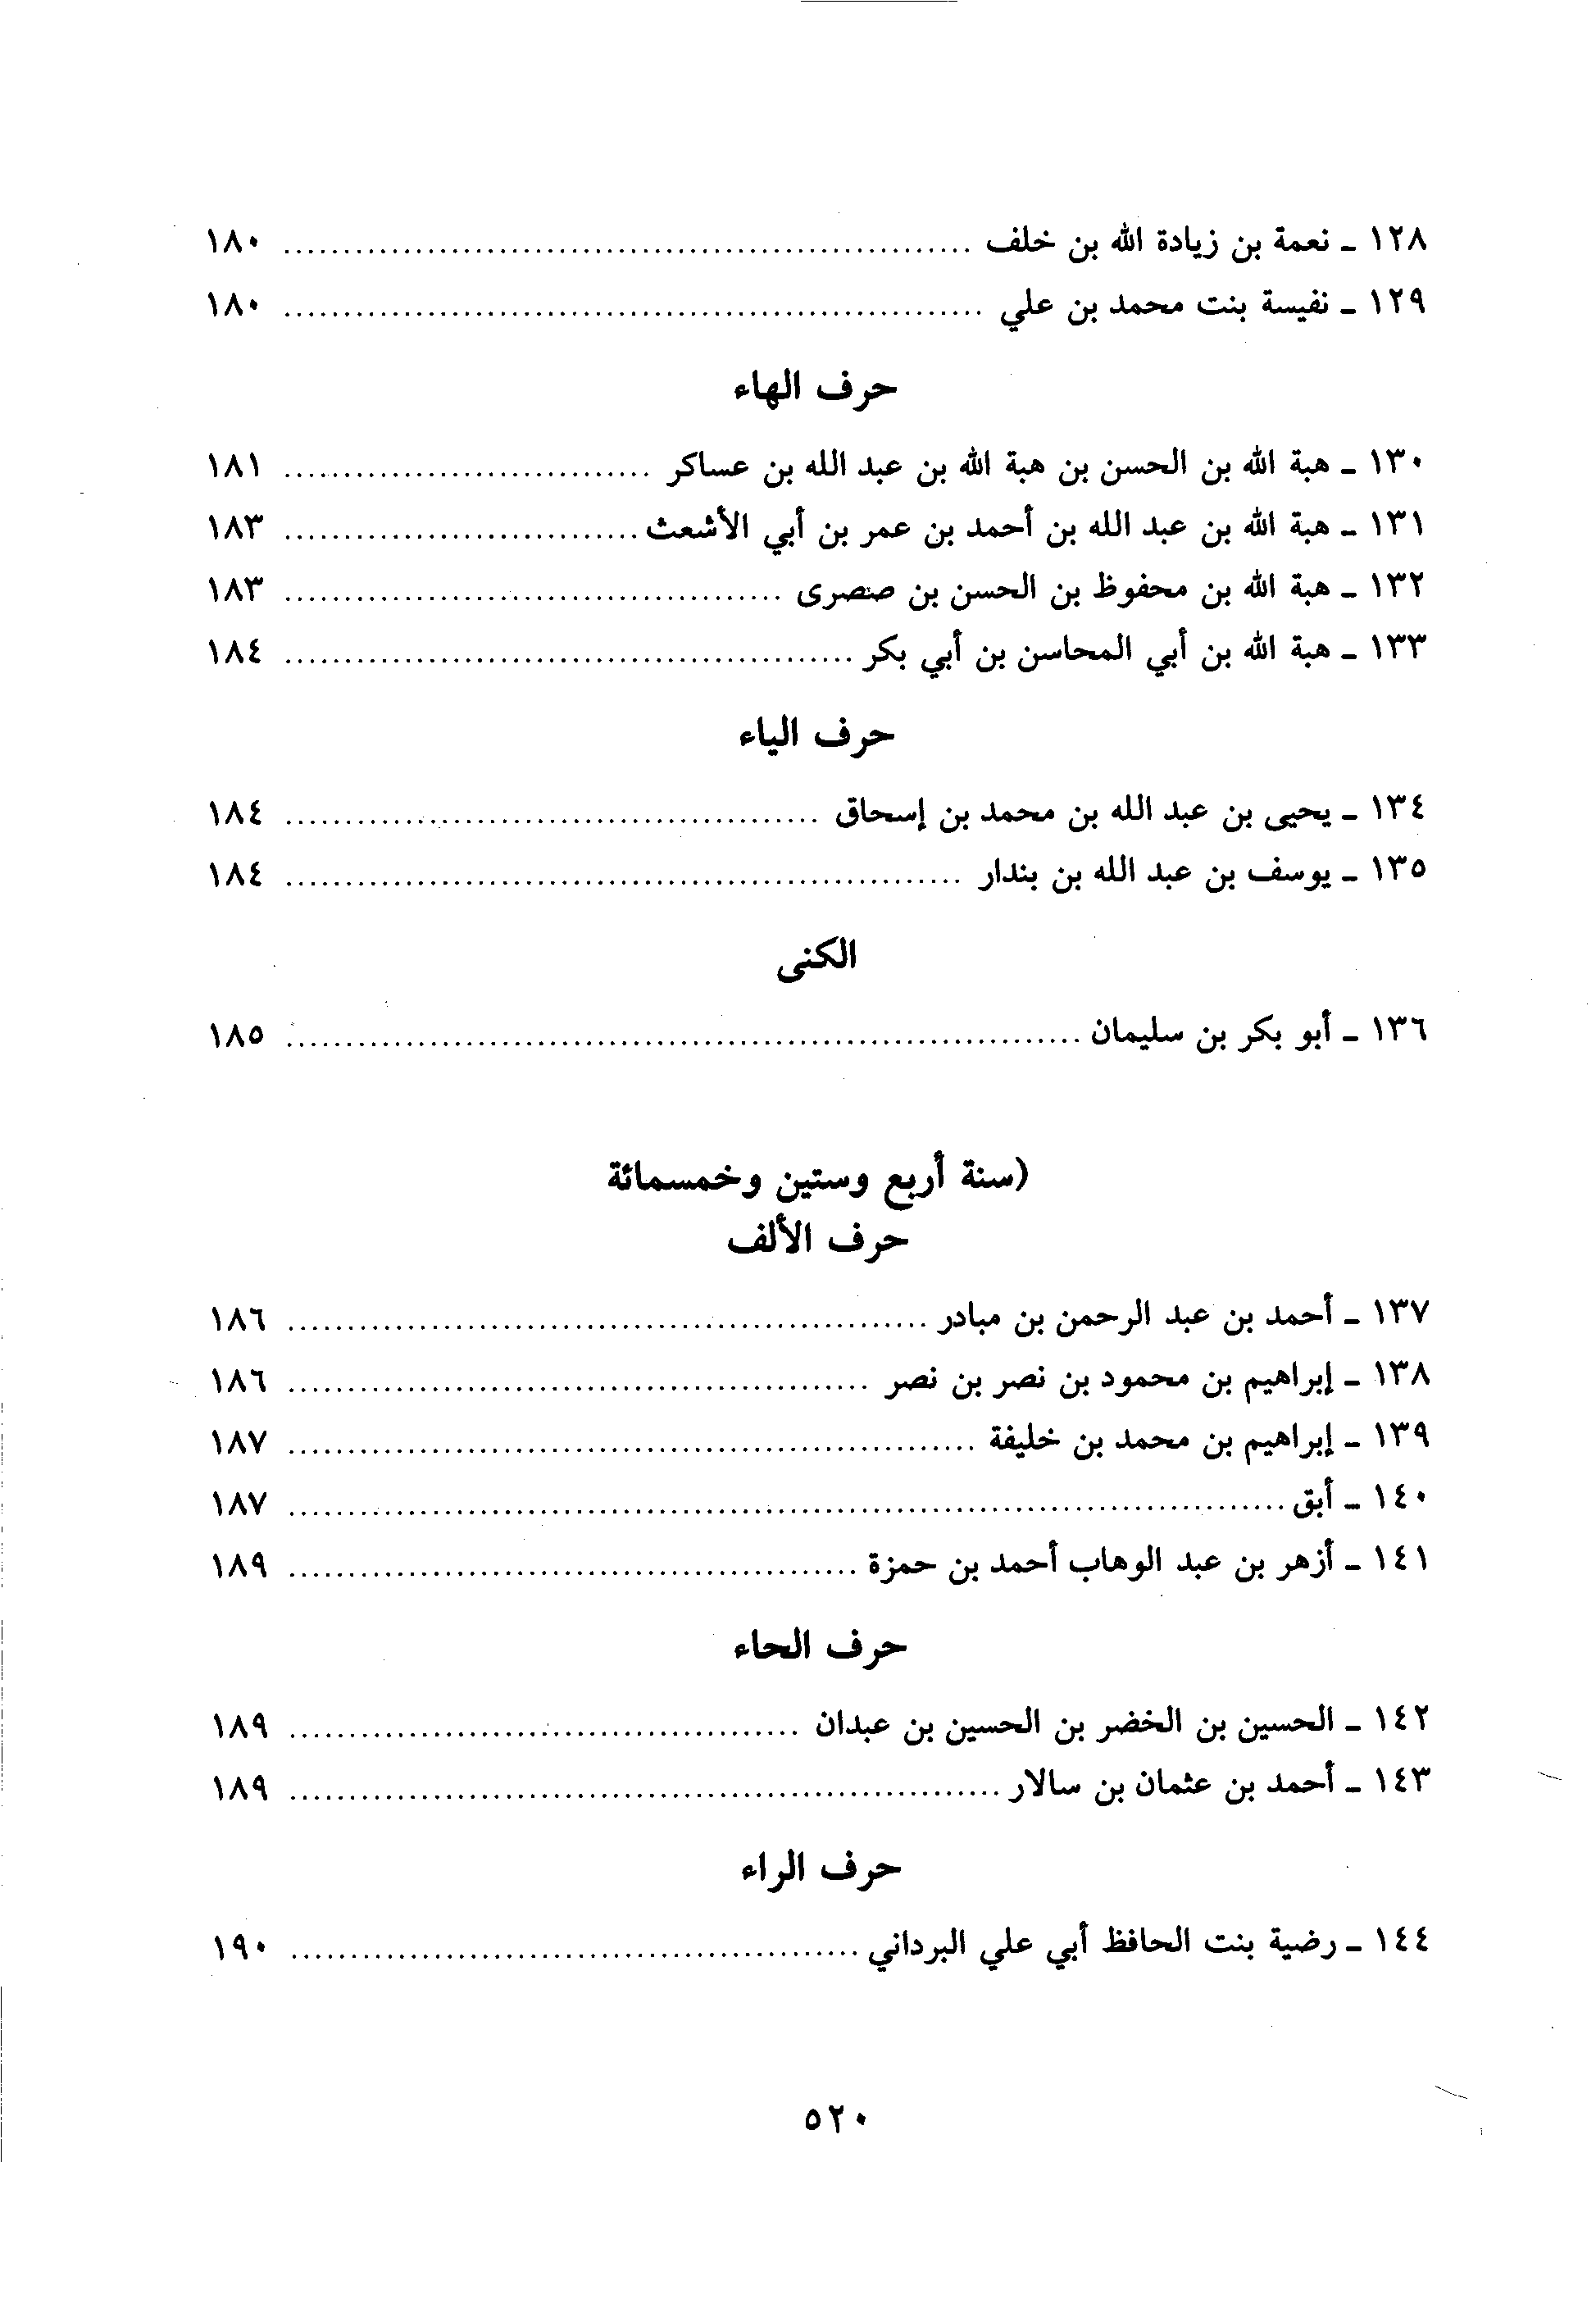 ١٢٨ - نعمة بن زيادة الله بن خلف ........ ١٨٠
١٢٩ - نفيسة بنت محمد بن علي ........ ١٨٠
حرف الهاء
١٣٠ - هبة الله بن الحسن بن هبة الله بن عبد الله بن عساكر ........ ١٨١
١٣١ - هبة الله بن عبد الله بن أحمد بن عمر بن أبي الأشعث ........ ١٨٣
١٣٢ - هبة الله بن محفوظ بن الحسن بن صصرى ........ ١٨٣
١٣٣ - هبة الله بن أبي المحاسن بن أبي بكر ........ ١٨٤
حرف الياء
١٣٤ - يحيى بن عبد الله بن محمد بن إسحاق ........ ١٨٤
١٣٥ - يوسف بن عبد الله بن بندار ........ ١٨٤
الكنى
١٣٦ - أبو بكر بن سليمان ........ ١٨٥
(سنة أربع وستين وخمسمائة
حرف الألف
١٣٧ - أحمد بن عبد الرحمن بن مبادر ........ ١٨٦
١٣٨ - إبراهيم بن محمود بن نصر بن نصر ........ ١٨٦
١٣٩ - إبراهيم بن محمد بن خليفة ........ ١٨٧
١٤٠ - أبق ........ ١٨٧
١٤١ - أزهر بن عبد الوهاب أحمد بن حمزة ........ ١٨٩
حرف الحاء
١٤٢ - الحسين بن الخضر بن الحسين بن عبدان ........ ١٨٩
١٤٣ - أحمد بن عثمان بن سالار ........ ١٨٩
حرف الراء
١٤٤ - رضية بنت الحافظ أبي علي البرداني ........ ١٩٠
٥٢٠